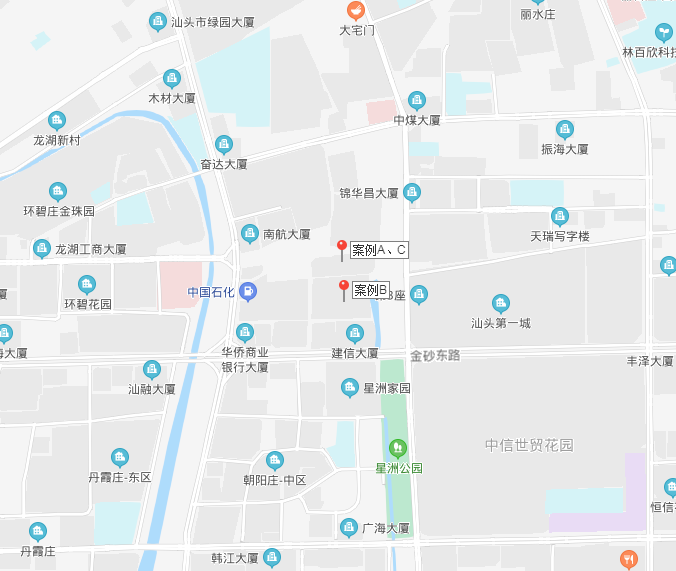 丽水庄
汕头市绿园大厦
大宅门
林百欣科技
木材大厦
中煤大厦
龙湖新村
振海大厦
奋达大厦
锦华昌大厦
环碧庄金珠园
南航大厦
天瑞写字楼
龙湖工商大厦
案例A、C
中国石化
案例B
B座
厦
环碧花园
汕头第一城
华侨商业
银行大厦
建信大厦
金砂东路
海大厦
丰泽大厦
汕融大厦
星洲家园
中信世贸花园
星洲公园
丹霞庄-东区
朝阳庄-中区
恒信
广海大厦
丹霞庄
韩江大厦